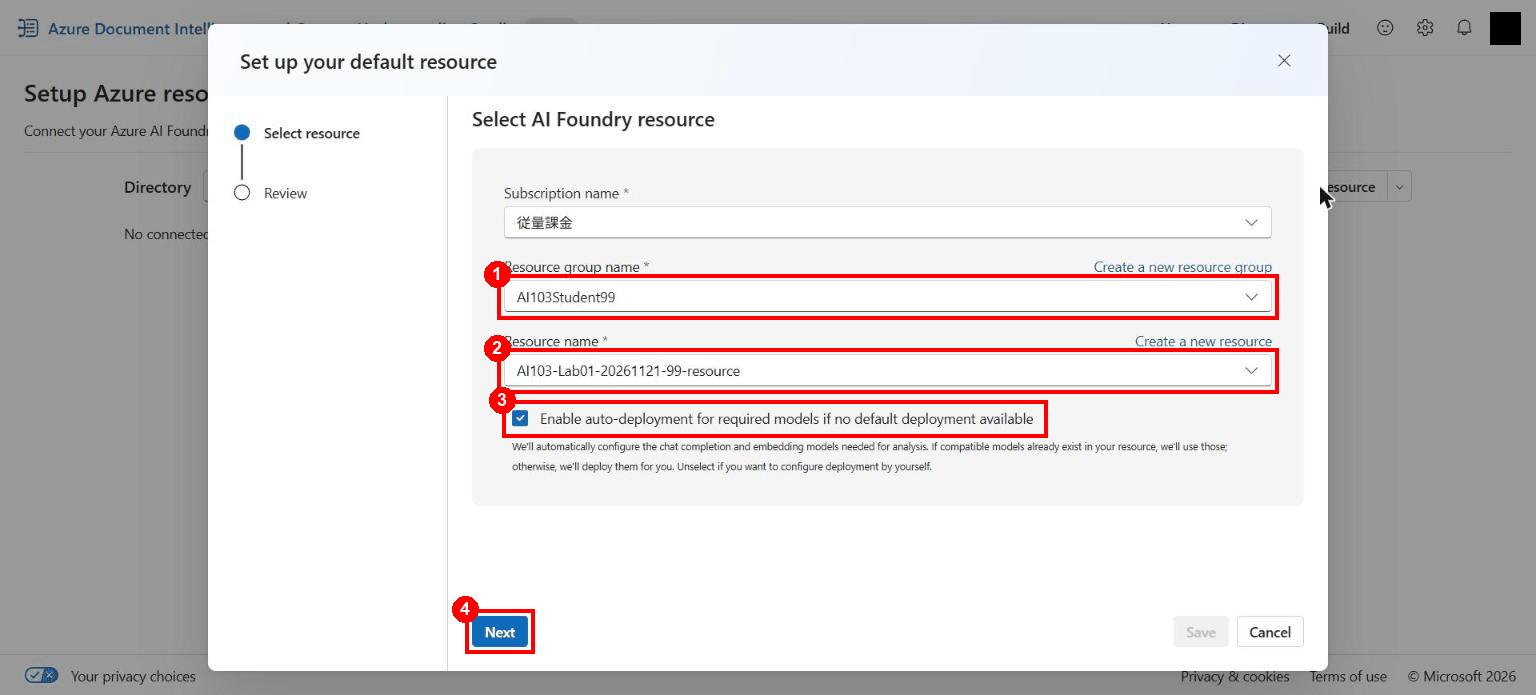 Azure Document Intell
uild
Set up your default resource
Setup Azure reso
Connect your Azure AI Found
Select resource
Review
Select AI Foundry resource
Directory
esource
No connected
Subscription name *
従量課金
1
Resource group name *
Create a new resource group
AI103Student99
2
Resource name *
Create a new resource
AI103-Lab01-20261121-99-resource
3
Enable auto-deployment for required models if no default deployment available
We'll automatically configure the chat completion and embedding models needed for analysis. If compatible models already exist in your resource, we'll use those;
otherwise, we'll deploy them for you. Unselect if you want to configure deployment by yourself.
4
Next
Save
Cancel
Your privacy choices
Privacy & cookies
Terms of use
© Microsoft 2026